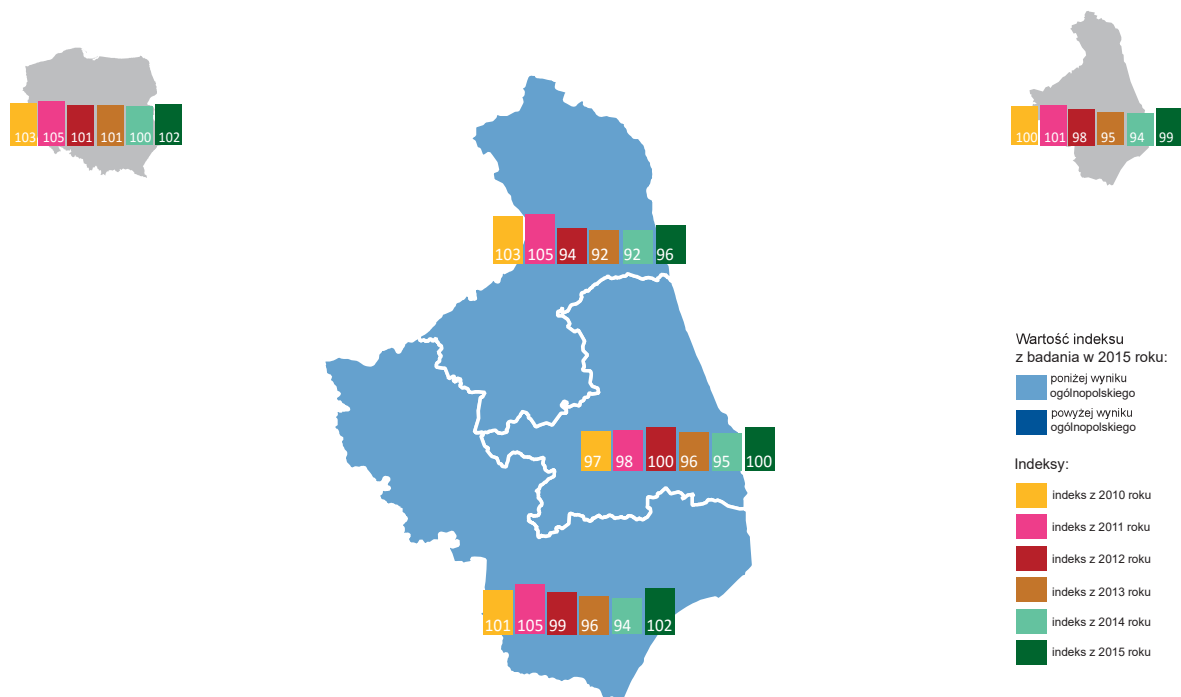 103 105 101 101 100 102
100 101 98 95 94 99
103 105 94 92 92 96
97 98 100 96 95 100
101 105 99 96 94 102
Wartość indeksu
z badania w 2015 roku:
poniżej wyniku
ogólnopolskiego
powyżej wyniku
ogólnopolskiego
Indeksy:
indeks z 2010 roku
indeks z 2011 roku
indeks z 2012 roku
indeks z 2013 roku
indeks z 2014 roku
indeks z 2015 roku